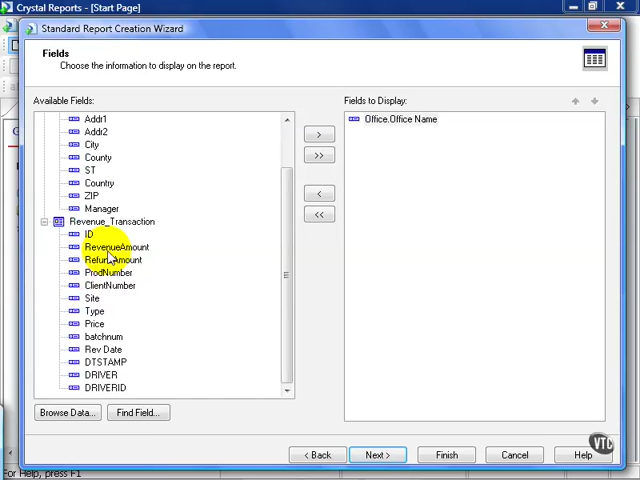 Crystal Reports - [Start Page]
Standard Report Creation Wizard
Fields
Choose the information to display on the report.
Available Fields:
Fields to Display:
Addr1
Addr2
City
County
ST
Country
ZIP
Manager
Revenue_Transaction
ID
RevenueAmount
RefundAmount
ProdNumber
ClientNumber
Site
Type
Price
batchnum
Rev Date
DTSTAMP
DRIVER
DRIVERID
Office.Office Name
>
>>
<
<<
Browse Data...
Find Field...
< Back
Next >
Finish
Cancel
Help
VTC
For Help, press F1